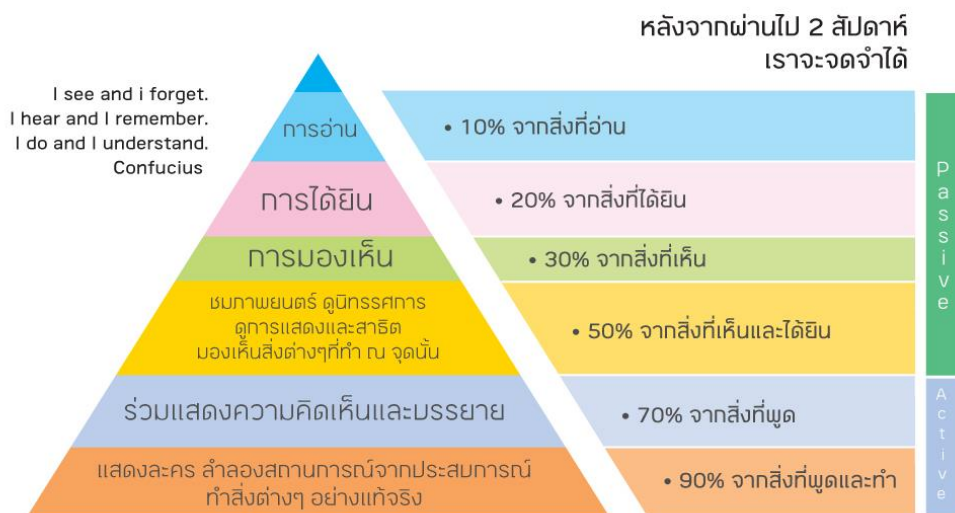 หลังจากผ่านไป 2 สัปดาห์
เราจะจดจำได้
I see and i forget.
I hear and I remember.
I do and I understand.
Confucius
การอ่าน
• 10% จากสิ่งที่อ่าน
การได้ยิน
• 20% จากสิ่งที่ได้ยิน
การมองเห็น
• 30% จากสิ่งที่เห็น
ชมภาพยนตร์ ดูนิทรรศการ
ดูการแสดงและสาธิต
มองเห็นสิ่งต่างๆที่ทำ ณ จุดนั้น
• 50% จากสิ่งที่เห็นและได้ยิน
ร่วมแสดงความคิดเห็นและบรรยาย
• 70% จากสิ่งที่พูด
แสดงละคร ลำลองสถานการณ์จากประสบการณ์
ทำสิ่งต่างๆ อย่างแท้จริง
• 90% จากสิ่งที่พูดและทำ
Passive
Active